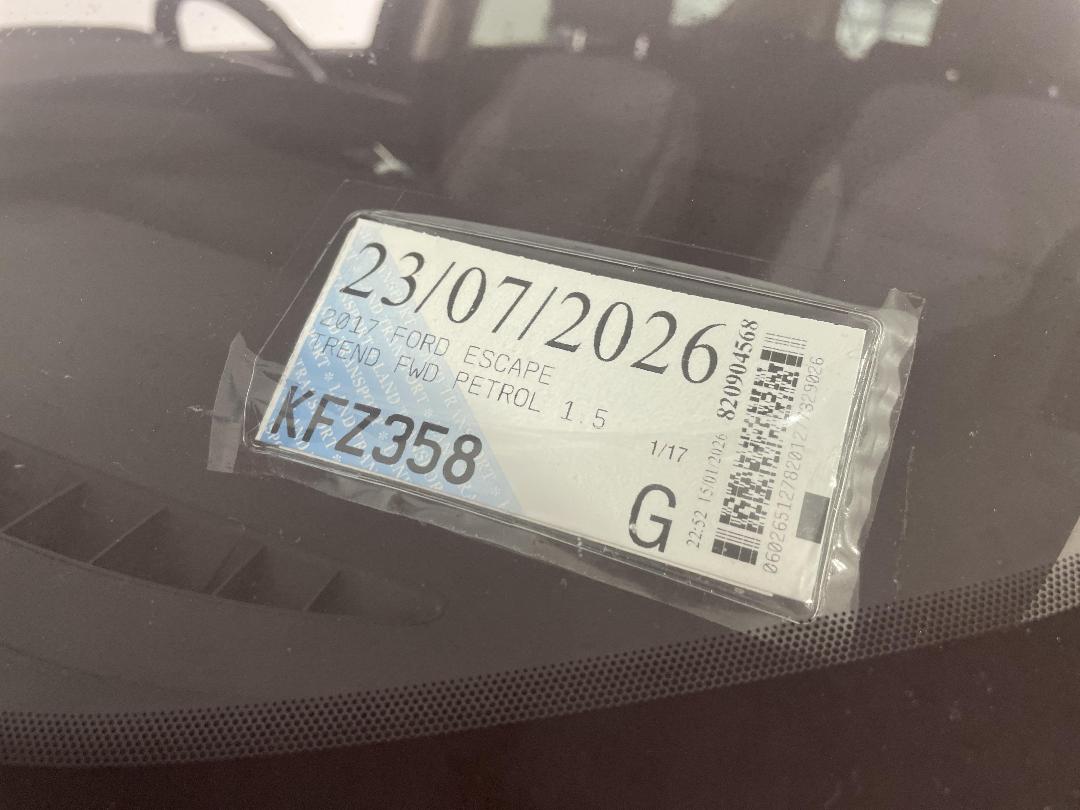 23/07/2026
2017 FORD ESCAPE
TREND FWD PETROL 1.5
KFZ358
1/17
G
22:52 15/01/2026
820904568